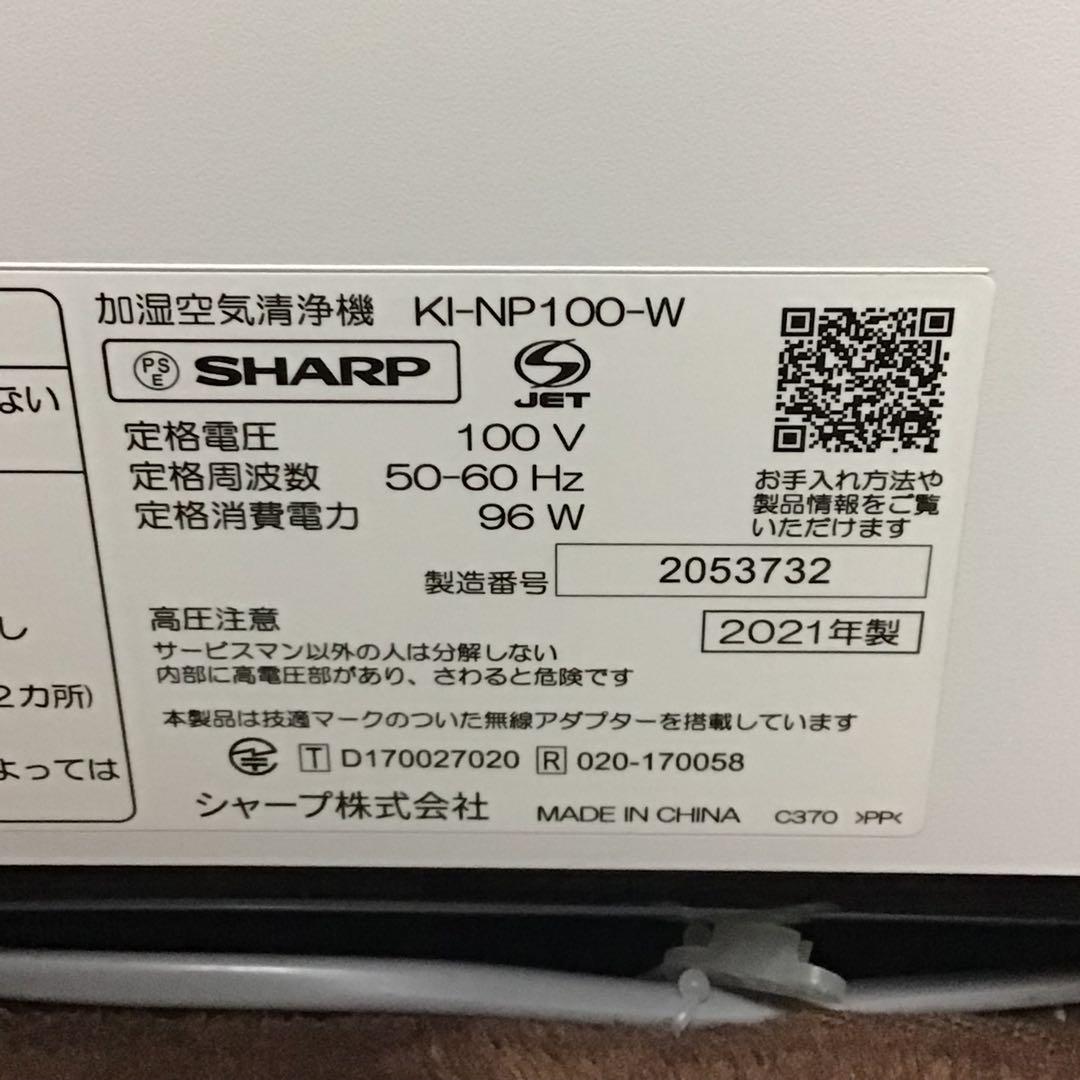 加湿空気清浄機 KI-NP100-W
PSE SHARP JET
定格電圧 100 V
定格周波数 50-60 Hz
定格消費電力 96 W
お手入れ方法や
製品情報をご覧
いただけます
製造番号 2053732
2021年製
高圧注意
サービスマン以外の人は分解しない
内部に高電圧部があり、さわると危険です
本製品は技適マークのついた無線アダプターを搭載しています
T D170027020 R 020-170058
シャープ株式会社 MADE IN CHINA C370 >PP<
ない
し
2カ所)
よっては